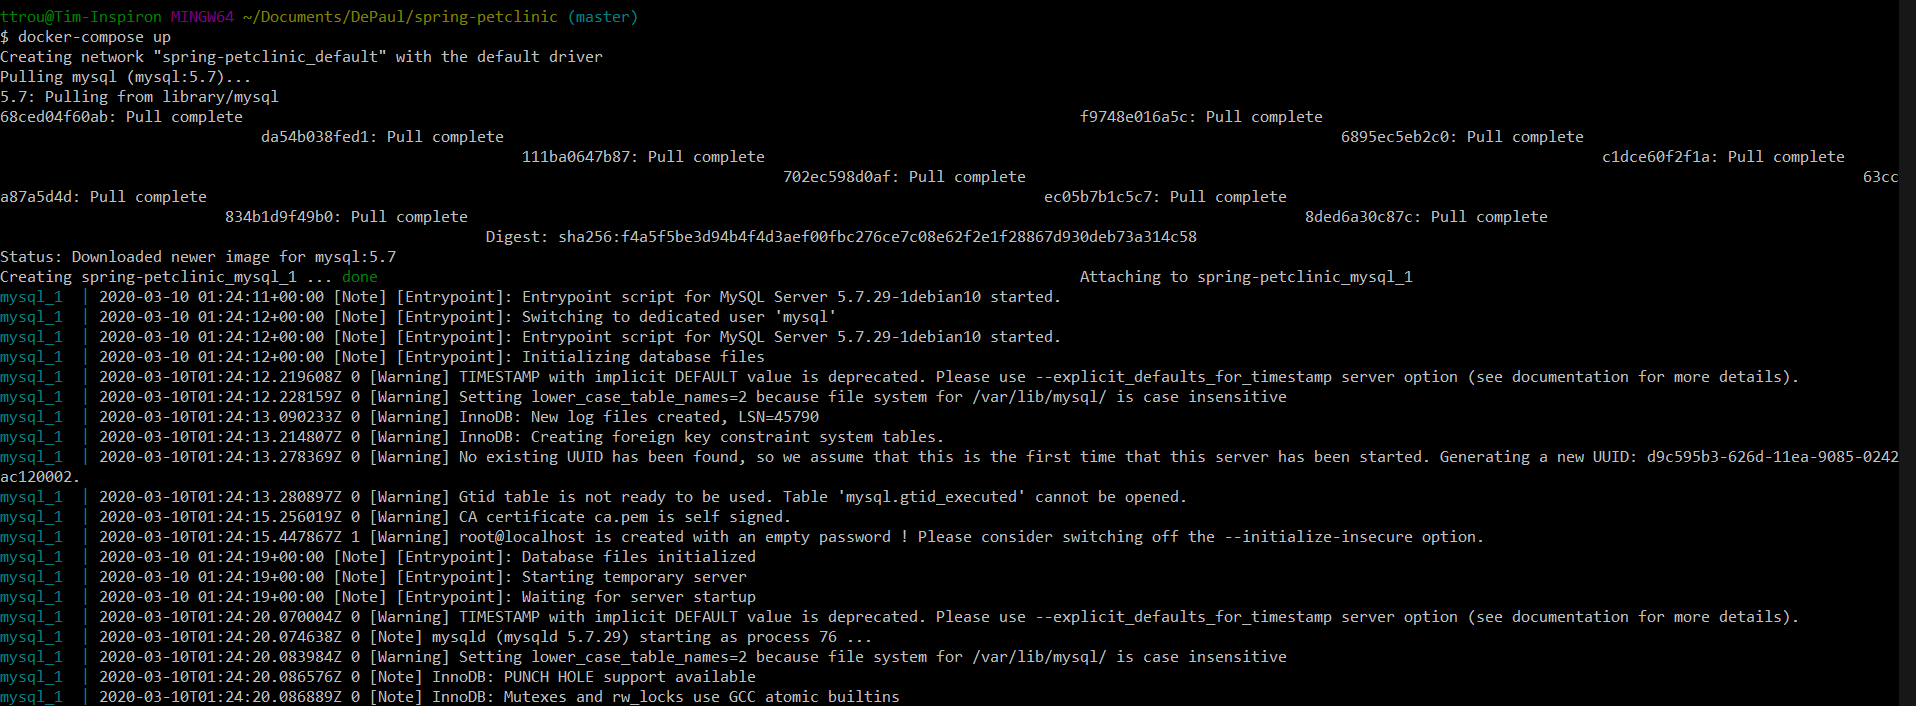 ttrou@Tim-Inspiron MINGW64 ~/Documents/DePaul/spring-petclinic (master)
$ docker-compose up
Creating network "spring-petclinic_default" with the default driver
Pulling mysql (mysql:5.7)...
5.7: Pulling from library/mysql
68ced04f60ab: Pull complete f9748e016a5c: Pull complete
da54b038fed1: Pull complete 6895ec5eb2c0: Pull complete
111ba0647b87: Pull complete c1dce60f2f1a: Pull complete
702ec598d0af: Pull complete 63cc
a87a5d4d: Pull complete ec05b7b1c5c7: Pull complete
834b1d9f49b0: Pull complete 8ded6a30c87c: Pull complete
Digest: sha256:f4a5f5be3d94b4f4d3aef00fbc276ce7c08e62f2e1f28867d930deb73a314c58
Status: Downloaded newer image for mysql:5.7
Creating spring-petclinic_mysql_1 ... done Attaching to spring-petclinic_mysql_1
mysql_1  | 2020-03-10 01:24:11+00:00 [Note] [Entrypoint]: Entrypoint script for MySQL Server 5.7.29-1debian10 started.
mysql_1  | 2020-03-10 01:24:12+00:00 [Note] [Entrypoint]: Switching to dedicated user 'mysql'
mysql_1  | 2020-03-10 01:24:12+00:00 [Note] [Entrypoint]: Entrypoint script for MySQL Server 5.7.29-1debian10 started.
mysql_1  | 2020-03-10 01:24:12+00:00 [Note] [Entrypoint]: Initializing database files
mysql_1  | 2020-03-10T01:24:12.219608Z 0 [Warning] TIMESTAMP with implicit DEFAULT value is deprecated. Please use --explicit_defaults_for_timestamp server option (see documentation for more details).
mysql_1  | 2020-03-10T01:24:12.228159Z 0 [Warning] Setting lower_case_table_names=2 because file system for /var/lib/mysql/ is case insensitive
mysql_1  | 2020-03-10T01:24:13.090233Z 0 [Warning] InnoDB: New log files created, LSN=45790
mysql_1  | 2020-03-10T01:24:13.214807Z 0 [Warning] InnoDB: Creating foreign key constraint system tables.
mysql_1  | 2020-03-10T01:24:13.278369Z 0 [Warning] No existing UUID has been found, so we assume that this is the first time that this server has been started. Generating a new UUID: d9c595b3-626d-11ea-9085-0242
ac120002.
mysql_1  | 2020-03-10T01:24:13.280897Z 0 [Warning] Gtid table is not ready to be used. Table 'mysql.gtid_executed' cannot be opened.
mysql_1  | 2020-03-10T01:24:15.256019Z 0 [Warning] CA certificate ca.pem is self signed.
mysql_1  | 2020-03-10T01:24:15.447867Z 1 [Warning] root@localhost is created with an empty password ! Please consider switching off the --initialize-insecure option.
mysql_1  | 2020-03-10 01:24:19+00:00 [Note] [Entrypoint]: Database files initialized
mysql_1  | 2020-03-10 01:24:19+00:00 [Note] [Entrypoint]: Starting temporary server
mysql_1  | 2020-03-10 01:24:19+00:00 [Note] [Entrypoint]: Waiting for server startup
mysql_1  | 2020-03-10T01:24:20.070004Z 0 [Warning] TIMESTAMP with implicit DEFAULT value is deprecated. Please use --explicit_defaults_for_timestamp server option (see documentation for more details).
mysql_1  | 2020-03-10T01:24:20.074638Z 0 [Note] mysqld (mysqld 5.7.29) starting as process 76 ...
mysql_1  | 2020-03-10T01:24:20.083984Z 0 [Warning] Setting lower_case_table_names=2 because file system for /var/lib/mysql/ is case insensitive
mysql_1  | 2020-03-10T01:24:20.086576Z 0 [Note] InnoDB: PUNCH HOLE support available
mysql_1  | 2020-03-10T01:24:20.086889Z 0 [Note] InnoDB: Mutexes and rw_locks use GCC atomic builtins